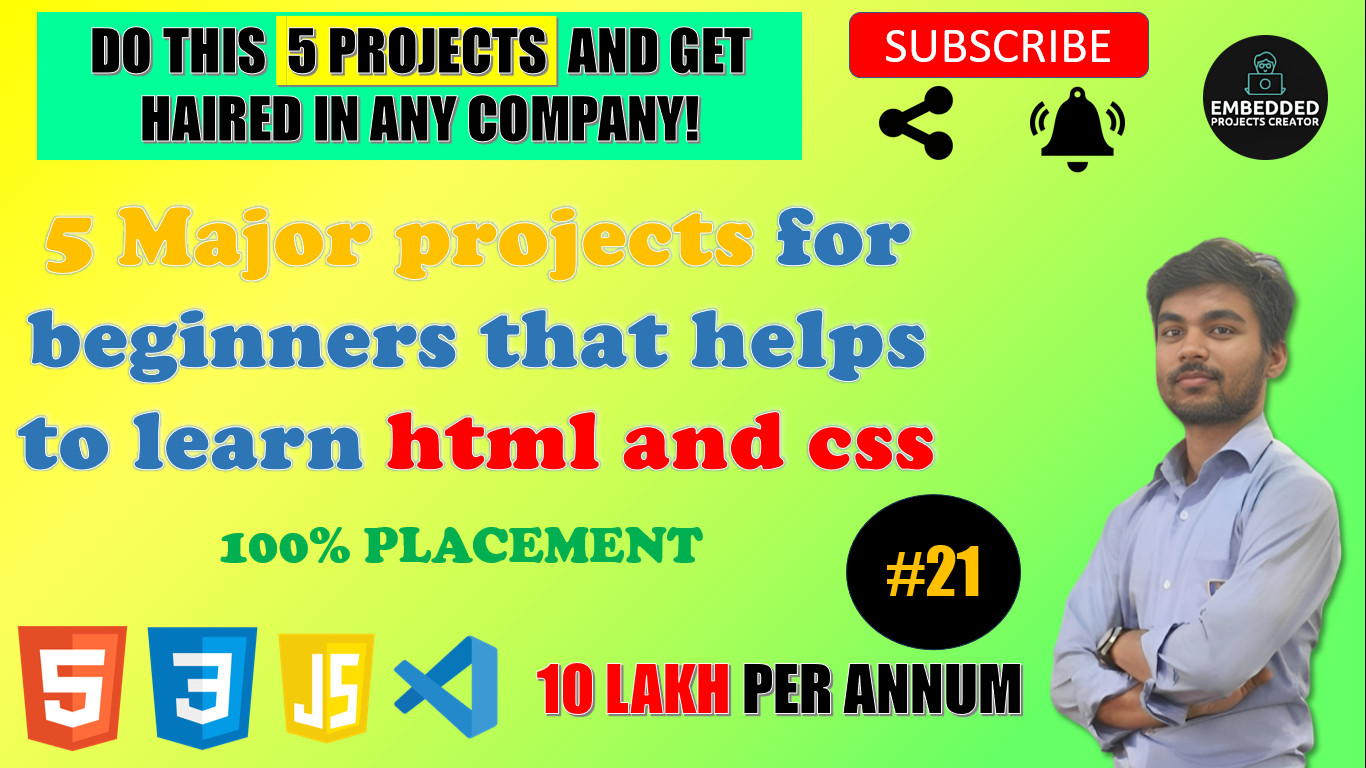 DO THIS 5 PROJECTS AND GET
HAIRED IN ANY COMPANY!
SUBSCRIBE
EMBEDDED
PROJECTS CREATOR
5 Major projects for
beginners that helps
to learn html and css
100% PLACEMENT
#21
5
3
JS
10 LAKH PER ANNUM